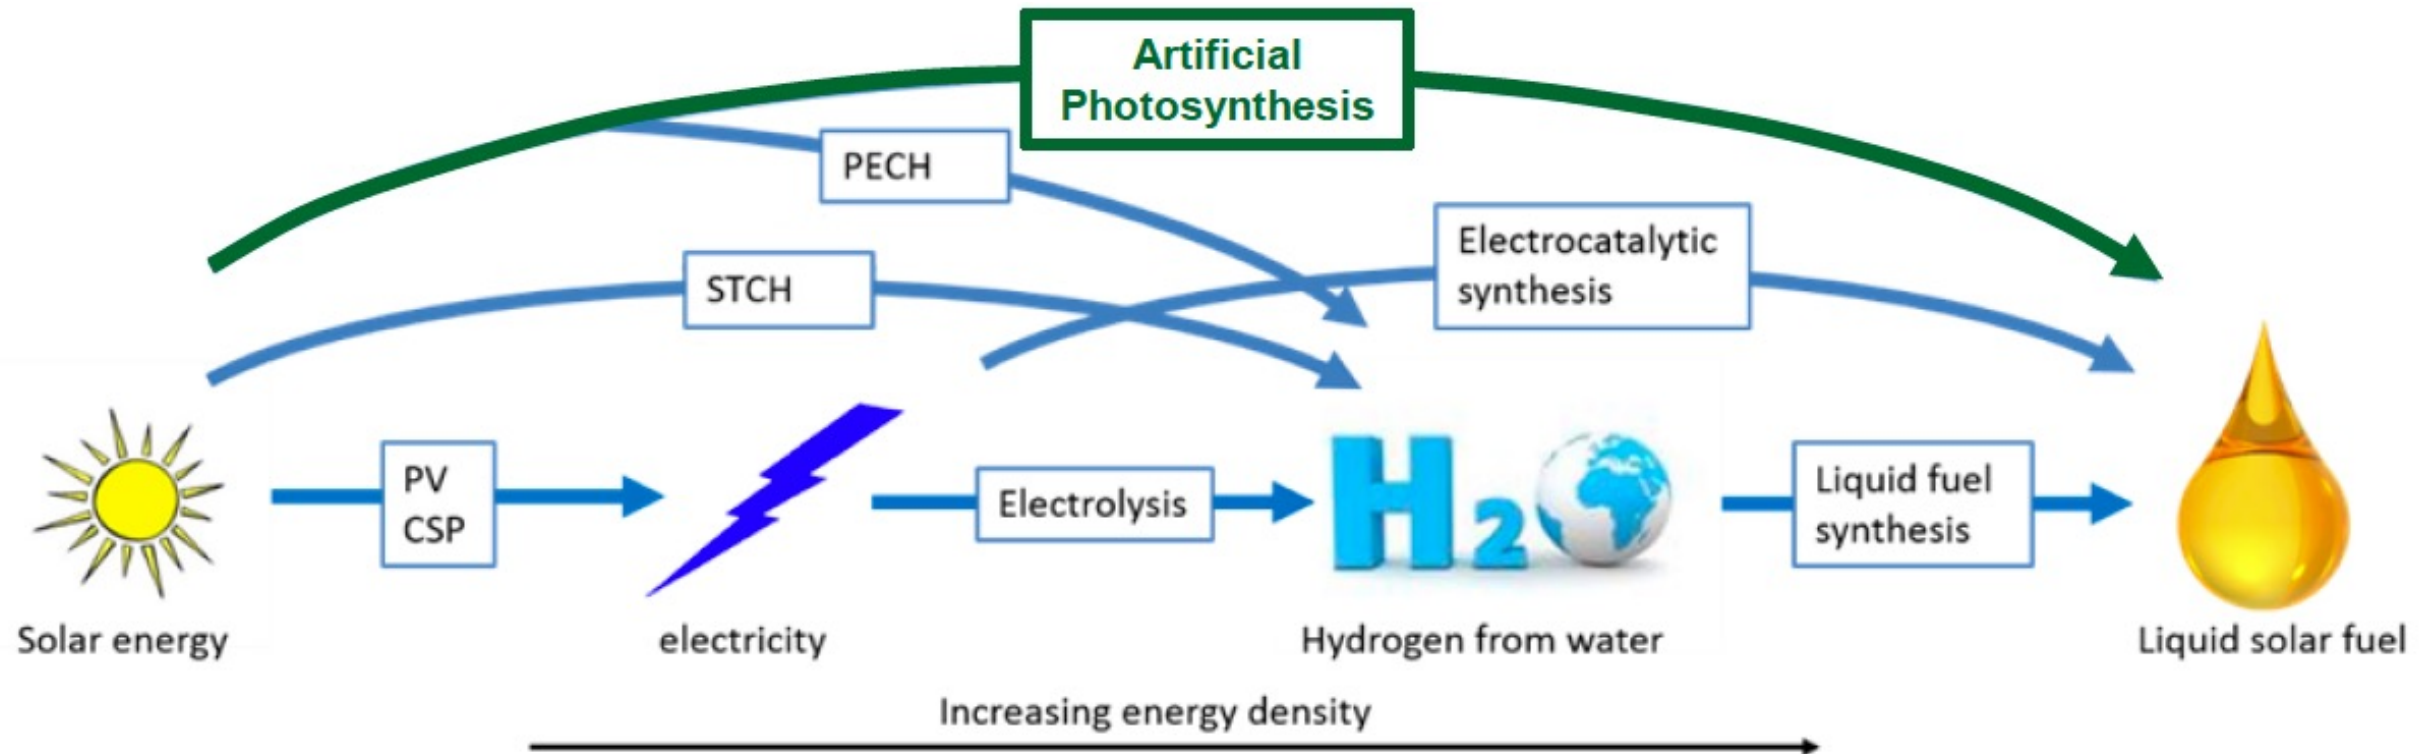 Artificial
Photosynthesis
PECH
STCH
Electrocatalytic
synthesis
PV
CSP
Electrolysis
H2
Liquid fuel
synthesis
Solar energy
electricity
Hydrogen from water
Liquid solar fuel
Increasing energy density